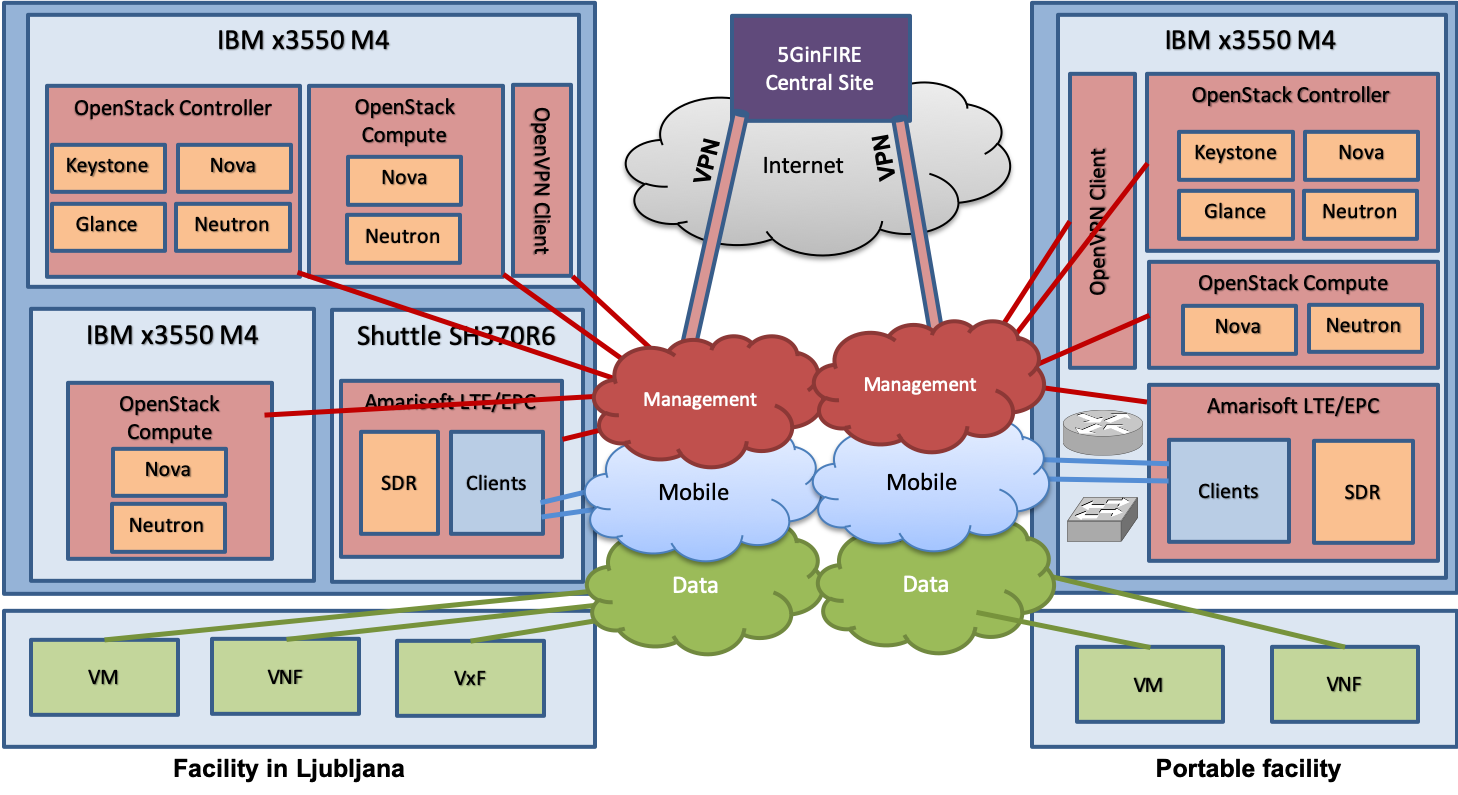 IBM x3550 M4
OpenStack Controller
Keystone
Nova
Glance
Neutron
OpenStack
Compute
Nova
Neutron
OpenVPN Client
IBM x3550 M4
OpenStack
Compute
Nova
Neutron
Shuttle SH370R6
Amarisoft LTE/EPC
SDR
Clients
VM
VNF
VxF
Facility in Ljubljana
5GinFIRE
Central Site
VPN
Internet
VPN
Management
Management
Mobile
Mobile
Data
Data
IBM x3550 M4
OpenVPN Client
OpenStack Controller
Keystone
Nova
Glance
Neutron
OpenStack Compute
Nova
Neutron
Amarisoft LTE/EPC
Clients
SDR
VM
VNF
Portable facility